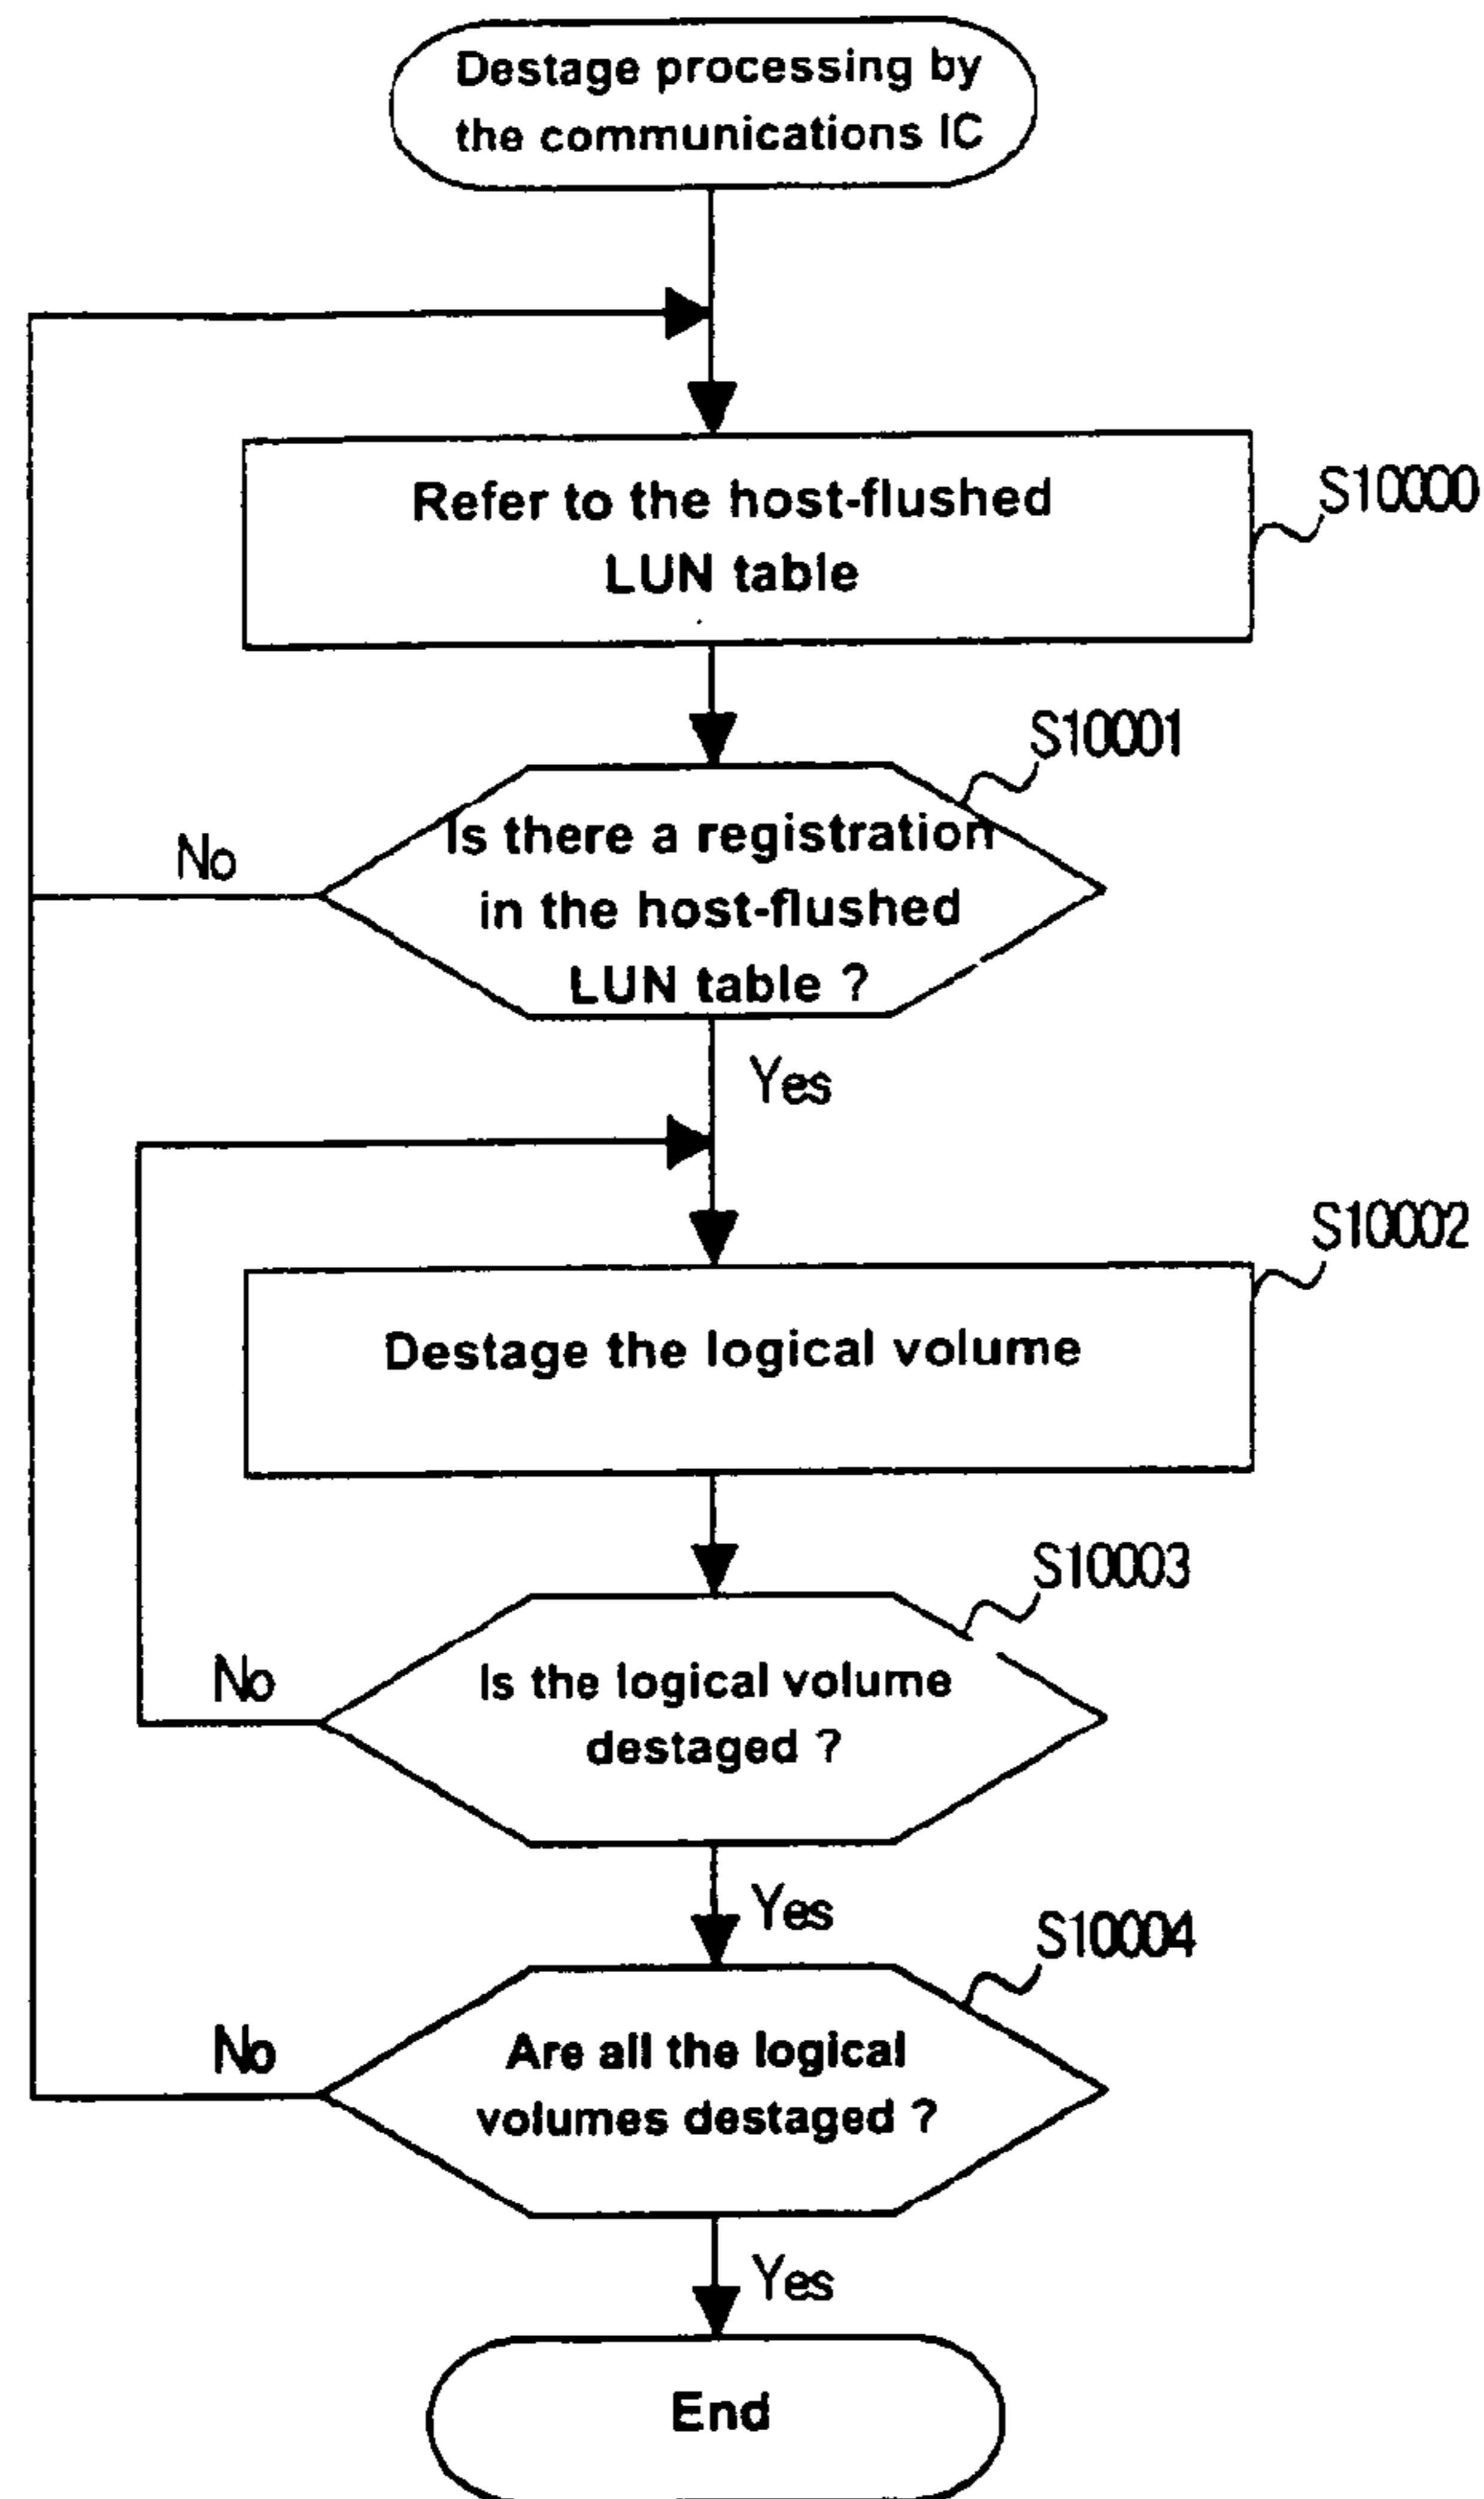 Destage processing by
the communications IC
Refer to the host-flushed
LUN table
S10000
S10001
Is there a registration
in the host-flushed
LUN table ?
No
Yes
S10002
Destage the logical volume
S10003
Is the logical volume
destaged ?
No
Yes
S10004
Are all the logical
volumes destaged ?
No
Yes
End